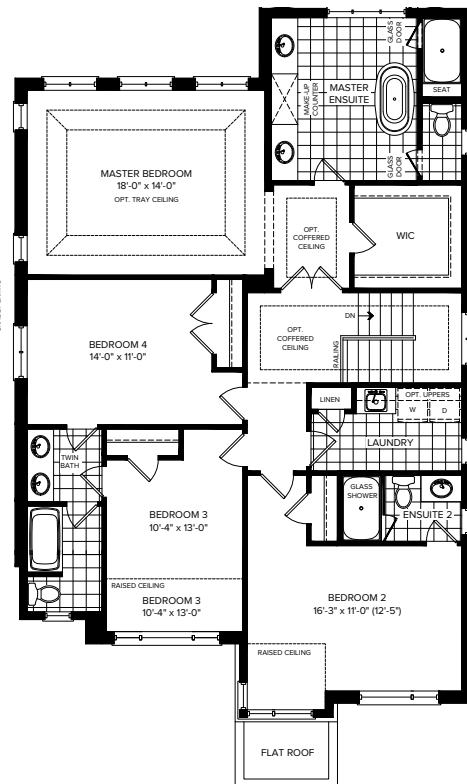 GLASS
DOOR
SEAT
MAKE-UP
COUNTER
MASTER
ENSUITE
GLASS
DOOR
MASTER BEDROOM
18'-0" x 14'-0"
OPT. TRAY CEILING
OPT.
COFFERED
CEILING
WIC
BEDROOM 4
14'-0" x 11'-0"
DN
OPT.
COFFERED
CEILING
RAILING
LINEN
OPT. UPPERS
W
D
LAUNDRY
TWIN
BATH
GLASS
SHOWER
ENSUITE 2
BEDROOM 3
10'-4" x 13'-0"
RAISED CEILING
BEDROOM 3
10'-4" x 13'-0"
BEDROOM 2
16'-3" x 11'-0" (12'-5")
RAISED CEILING
FLAT ROOF